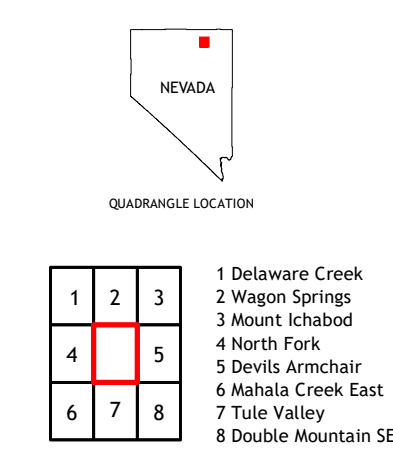 NEVADA
QUADRANGLE LOCATION
1 2 3
4 5
6 7 8
1 Delaware Creek
2 Wagon Springs
3 Mount Ichabod
4 North Fork
5 Devils Armchair
6 Mahala Creek East
7 Tule Valley
8 Double Mountain SE